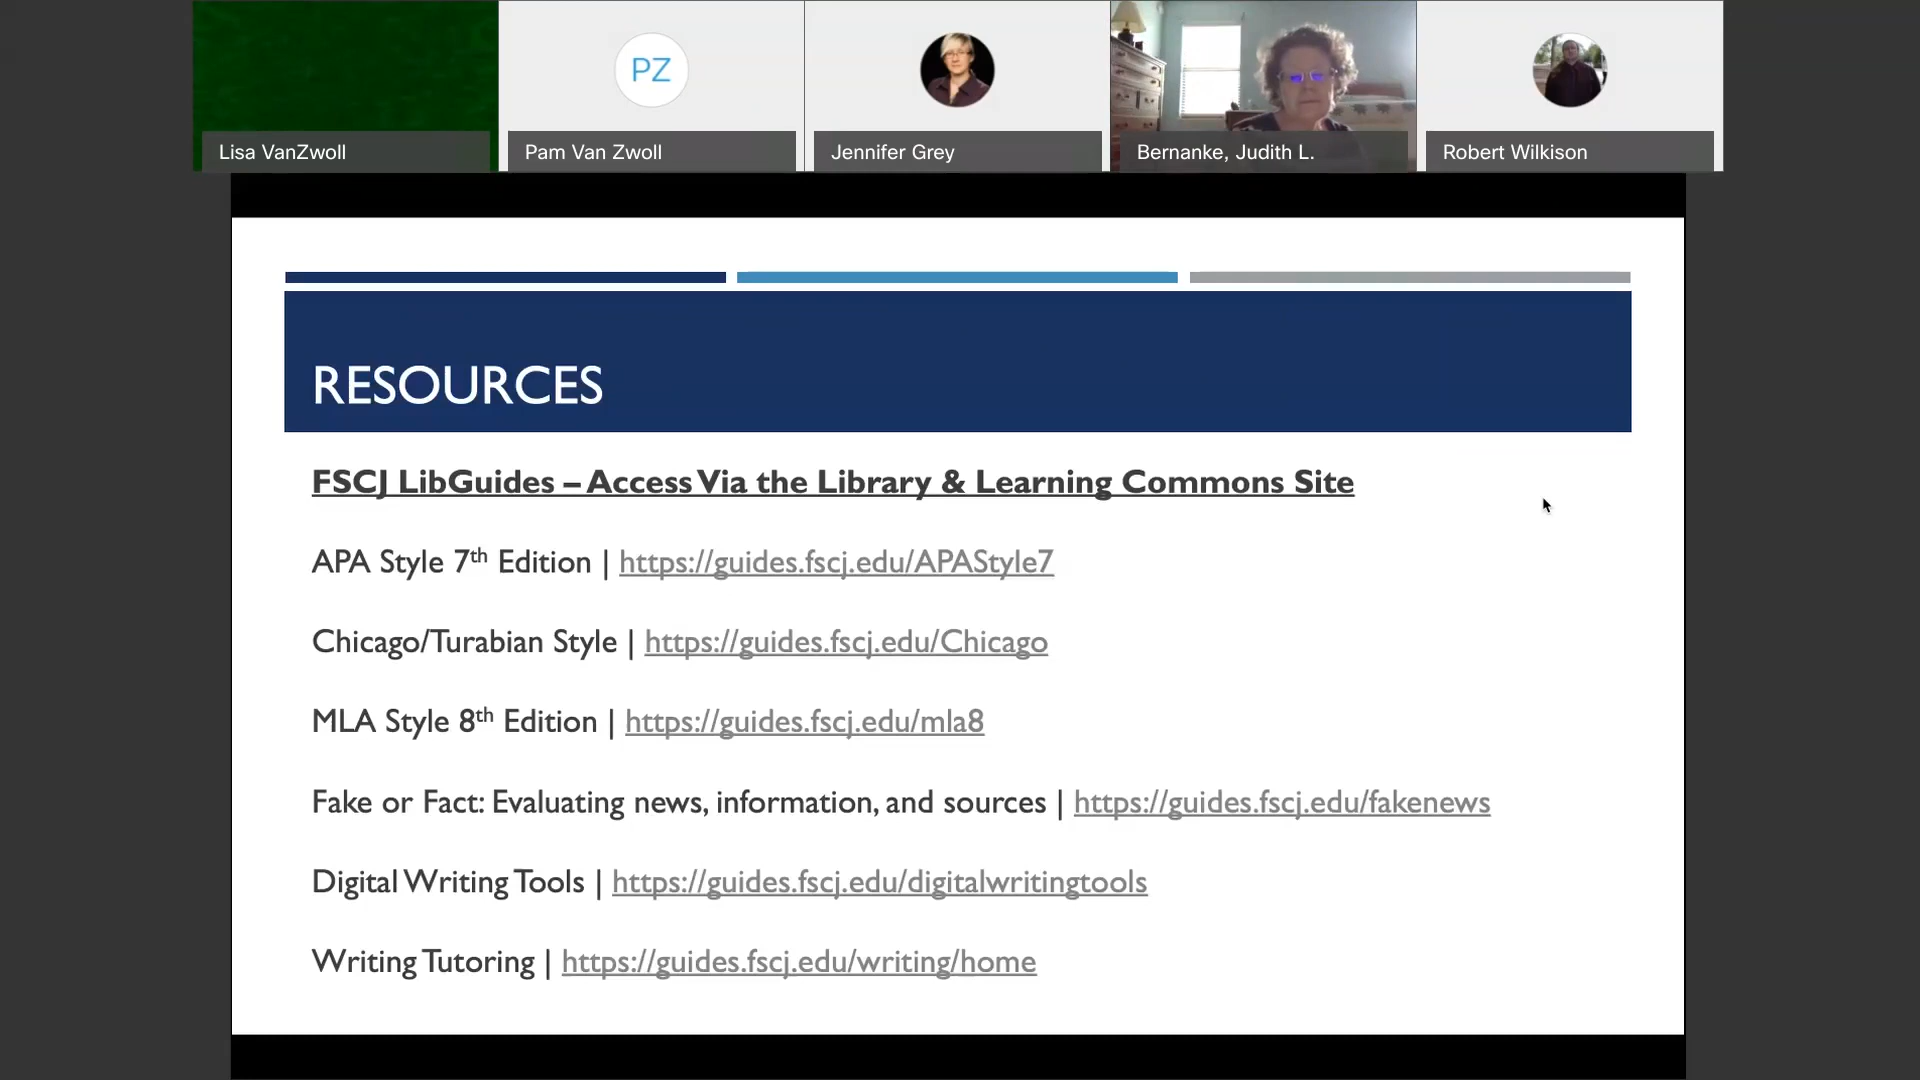 Lisa VanZwoll
PZ
Pam Van Zwoll
Jennifer Grey
Bernanke, Judith L.
Robert Wilkison
RESOURCES
FSCJ LibGuides – Access Via the Library & Learning Commons Site
APA Style 7th Edition | https://guides.fscj.edu/APAStyle7
Chicago/Turabian Style | https://guides.fscj.edu/Chicago
MLA Style 8th Edition | https://guides.fscj.edu/mla8
Fake or Fact: Evaluating news, information, and sources | https://guides.fscj.edu/fakenews
Digital Writing Tools | https://guides.fscj.edu/digitalwritingtools
Writing Tutoring | https://guides.fscj.edu/writing/home